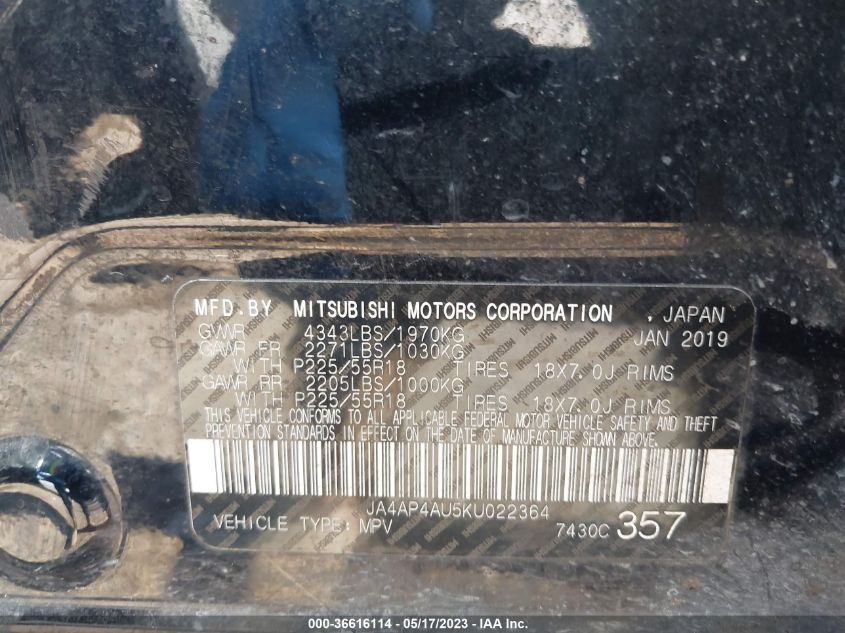 MFD.BY MITSUBISHI MOTORS CORPORATION , JAPAN
GVWR 4343LBS/1970KG JAN 2019
GAWR FR 2271LBS/1030KG
WITH P225/55R18 TIRES 18X7.0J RIMS
GAWR RR 2205LBS/1000KG
WITH P225/55R18 TIRES 18X7.0J RIMS
THIS VEHICLE CONFORMS TO ALL APPLICABLE FEDERAL MOTOR VEHICLE SAFETY AND THEFT
PREVENTION STANDARDS IN EFFECT ON THE DATE OF MANUFACTURE SHOWN ABOVE.
JA4AP4AU5KU022364
VEHICLE TYPE: MPV 7430C 357
000-36616114 — 05/17/2023 — IAA Inc.